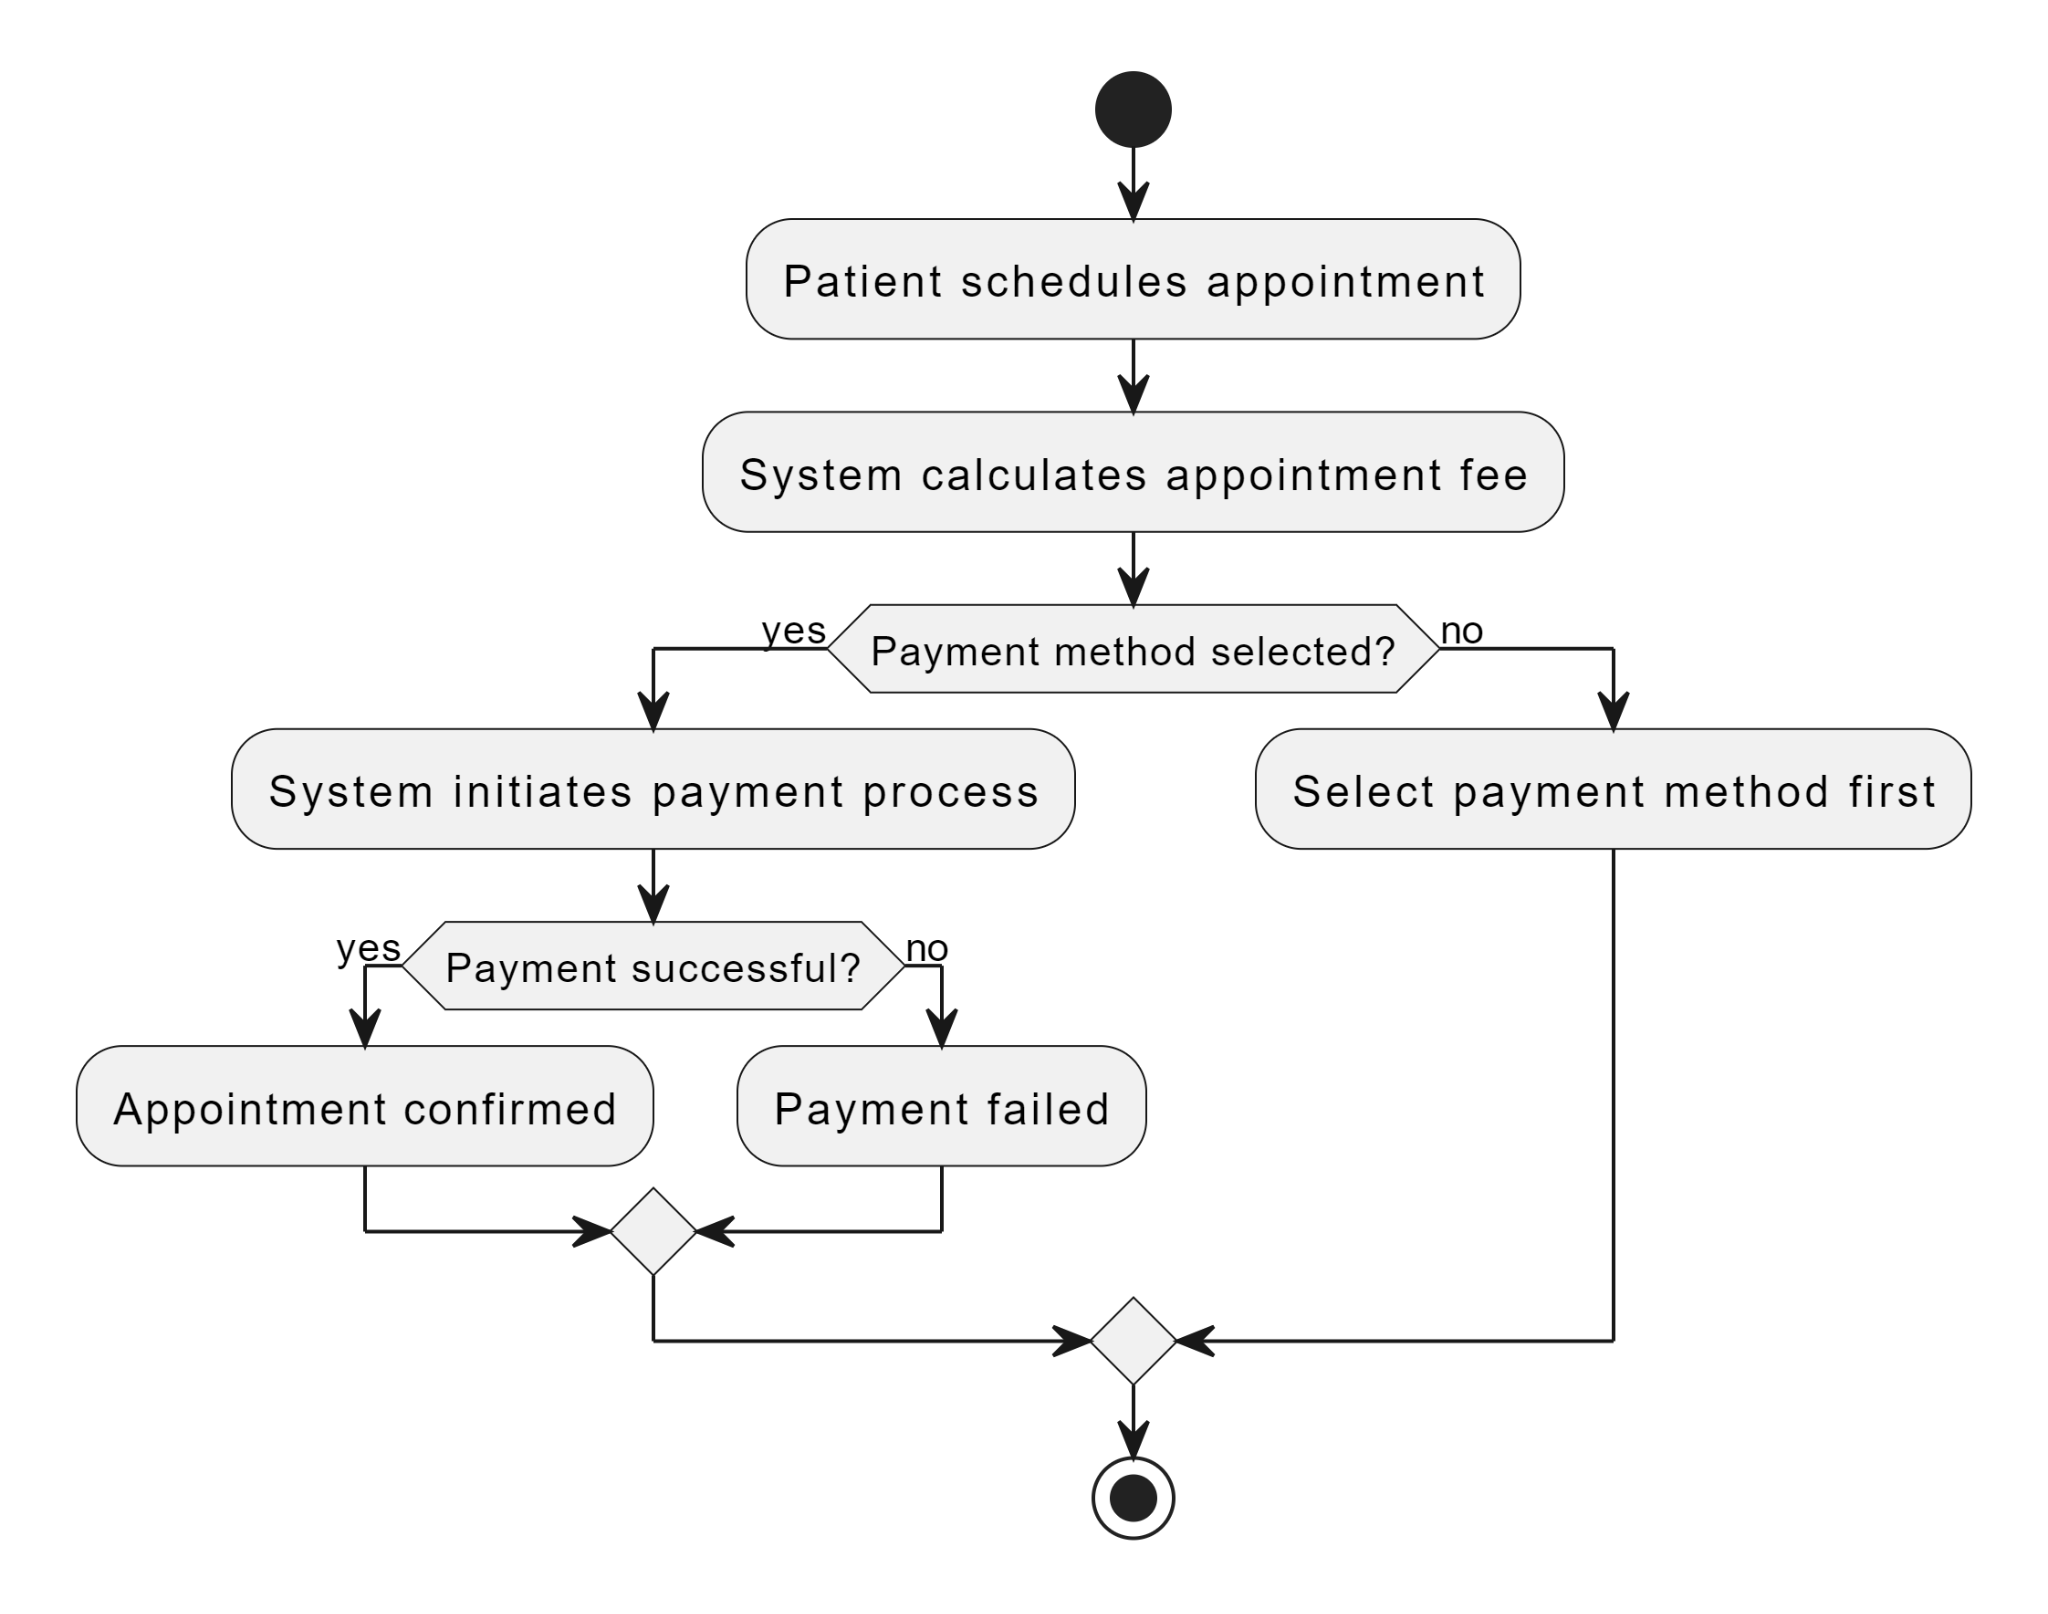 Patient schedules appointment
System calculates appointment fee
yes
Payment method selected?
no
System initiates payment process
Select payment method first
yes
Payment successful?
no
Appointment confirmed
Payment failed